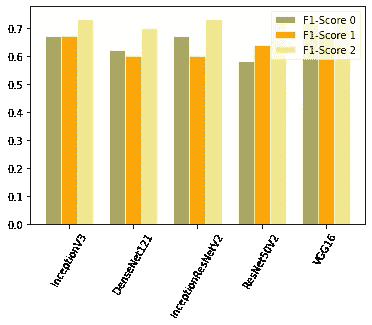 F1-Score 0
F1-Score 1
F1-Score 2
0.7
0.6
0.5
0.4
0.3
0.2
0.1
0.0
InceptionV3
DenseNet121
InceptionResNetV2
ResNet50V2
VGG16